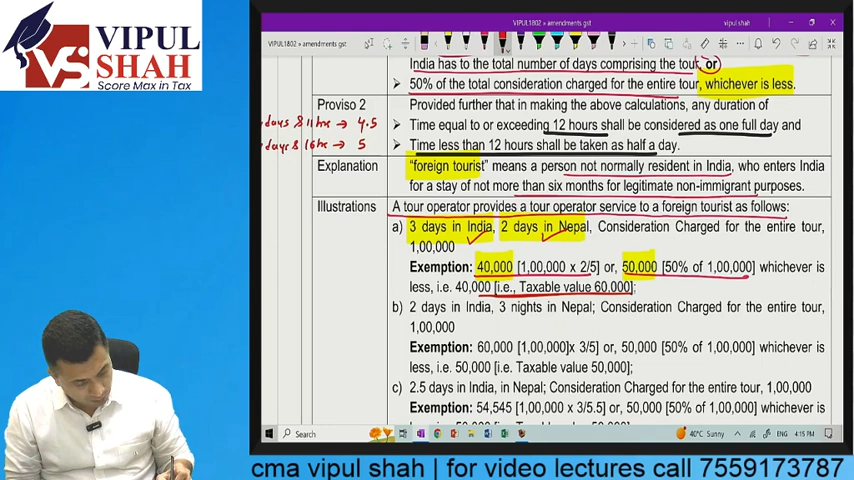 VIPUL1802 » amendments gst
vipul shah
VIPUL1802 » amendments gst
VIPUL
SHAH
VS
Score Max in Tax
India has to the total number of days comprising the tour, or
➤ 50% of the total consideration charged for the entire tour, whichever is less.
Proviso 2
Provided further that in making the above calculations, any duration of
days & 11 hrs → 4.5
➤ Time equal to or exceeding 12 hours shall be considered as one full day and
days & 16 hr → 5
➤ Time less than 12 hours shall be taken as half a day.
Explanation
"foreign tourist" means a person not normally resident in India, who enters India
for a stay of not more than six months for legitimate non-immigrant purposes.
Illustrations
A tour operator provides a tour operator service to a foreign tourist as follows:
a) 3 days in India, 2 days in Nepal, Consideration Charged for the entire tour,
1,00,000
Exemption: 40,000 [1,00,000 x 2/5] or, 50,000 [50% of 1,00,000] whichever is
less, i.e. 40,000 [i.e., Taxable value 60,000];
b) 2 days in India, 3 nights in Nepal; Consideration Charged for the entire tour,
1,00,000
Exemption: 60,000 [1,00,000]x 3/5] or, 50,000 [50% of 1,00,000] whichever is
less, i.e. 50,000 [i.e. Taxable value 50,000];
c) 2.5 days in India, in Nepal; Consideration Charged for the entire tour, 1,00,000
Exemption: 54,545 [1,00,000 x 3/5.5] or, 50,000 [50% of 1,00,000] whichever is
Search
40°C Sunny
4:15 PM
cma vipul shah | for video lectures call 7559173787